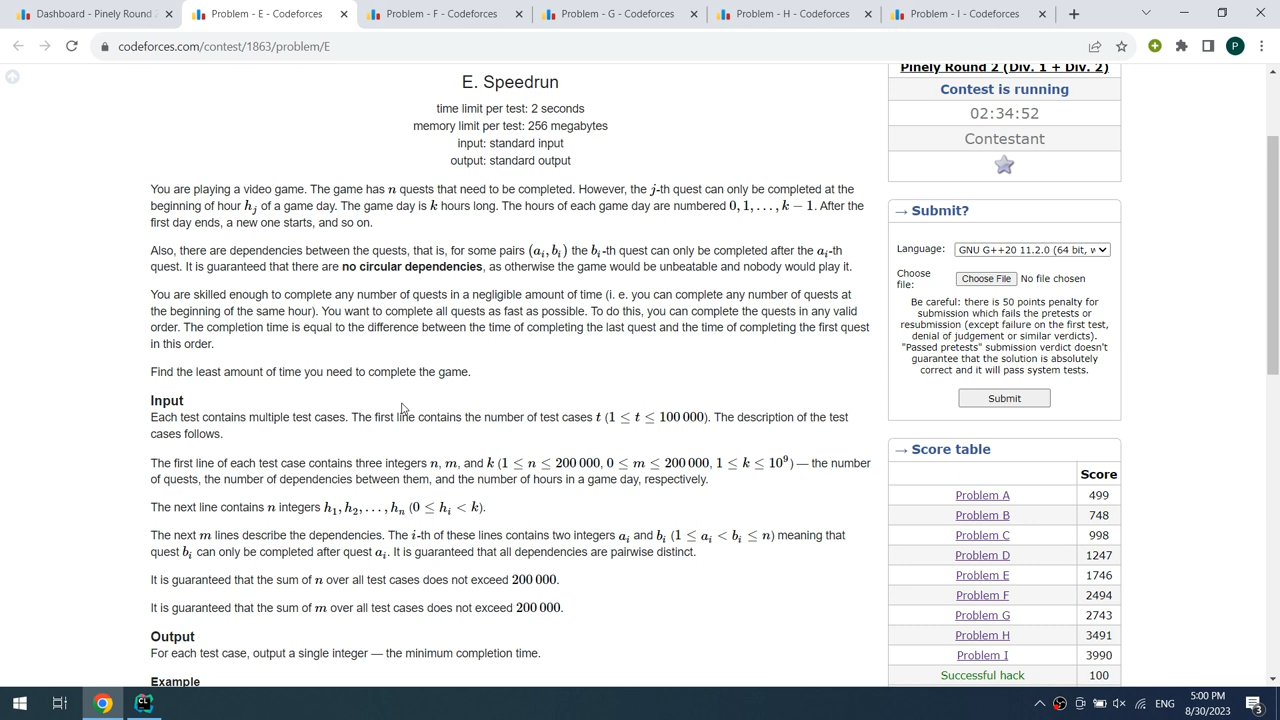 Dashboard - Pinely Round 2
Problem - E - Codeforces
Problem - F - Codeforces
Problem - G - Codeforces
Problem - H - Codeforces
Problem - I - Codeforces
codeforces.com/contest/1863/problem/E
P
E. Speedrun
time limit per test: 2 seconds
memory limit per test: 256 megabytes
input: standard input
output: standard output
You are playing a video game. The game has n quests that need to be completed. However, the j-th quest can only be completed at the
beginning of hour h_j of a game day. The game day is k hours long. The hours of each game day are numbered 0, 1, . . . , k − 1. After the
first day ends, a new one starts, and so on.
Also, there are dependencies between the quests, that is, for some pairs (a_i, b_i) the b_i-th quest can only be completed after the a_i-th
quest. It is guaranteed that there are no circular dependencies, as otherwise the game would be unbeatable and nobody would play it.
You are skilled enough to complete any number of quests in a negligible amount of time (i. e. you can complete any number of quests at
the beginning of the same hour). You want to complete all quests as fast as possible. To do this, you can complete the quests in any valid
order. The completion time is equal to the difference between the time of completing the last quest and the time of completing the first quest
in this order.
Find the least amount of time you need to complete the game.
Input
Each test contains multiple test cases. The first line contains the number of test cases t (1 ≤ t ≤ 100 000). The description of the test
cases follows.
The first line of each test case contains three integers n, m, and k (1 ≤ n ≤ 200 000, 0 ≤ m ≤ 200 000, 1 ≤ k ≤ 10^9) — the number
of quests, the number of dependencies between them, and the number of hours in a game day, respectively.
The next line contains n integers h_1, h_2, . . . , h_n (0 ≤ h_i < k).
The next m lines describe the dependencies. The i-th of these lines contains two integers a_i and b_i (1 ≤ a_i < b_i ≤ n) meaning that
quest b_i can only be completed after quest a_i. It is guaranteed that all dependencies are pairwise distinct.
It is guaranteed that the sum of n over all test cases does not exceed 200 000.
It is guaranteed that the sum of m over all test cases does not exceed 200 000.
Output
For each test case, output a single integer — the minimum completion time.
Example
Pinely Round 2 (Div. 1 + Div. 2)
Contest is running
02:34:52
Contestant
→ Submit?
Language: GNU G++20 11.2.0 (64 bit, w
Choose file: Choose File No file chosen
Be careful: there is 50 points penalty for
submission which fails the pretests or
resubmission (except failure on the first test,
denial of judgement or similar verdicts).
"Passed pretests" submission verdict doesn't
guarantee that the solution is absolutely
correct and it will pass system tests.
Submit
→ Score table
Score
Problem A 499
Problem B 748
Problem C 998
Problem D 1247
Problem E 1746
Problem F 2494
Problem G 2743
Problem H 3491
Problem I 3990
Successful hack 100
CL
ENG
5:00 PM
8/30/2023
3